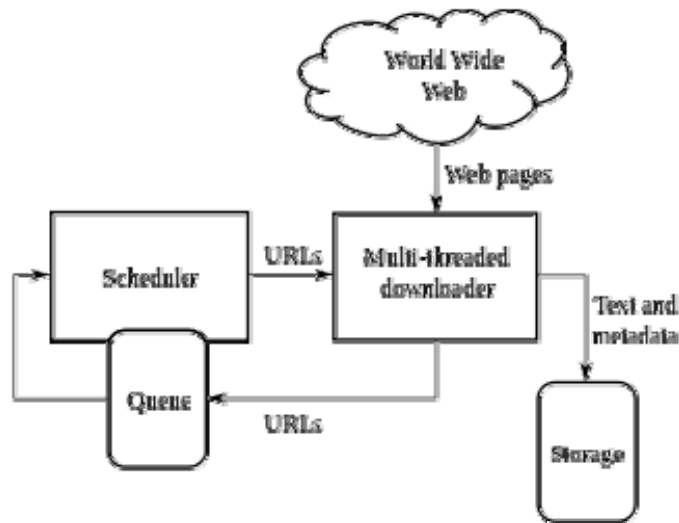 World Wide
Web
Web pages
Scheduler
URLs
Multi-threaded
downloader
Text and
metadata
Queue
URLs
Storage